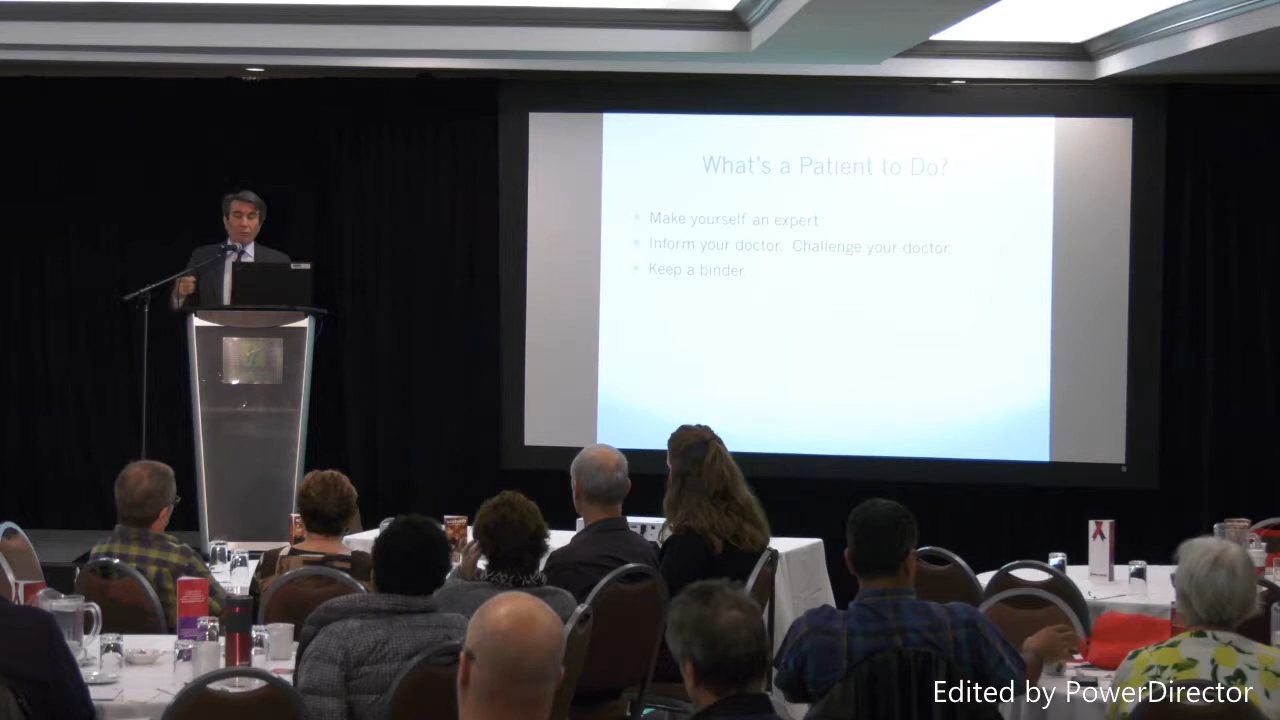 What's a Patient to Do?
Make yourself an expert.
Inform your doctor. Challenge your doctor.
Keep a binder.
Edited by PowerDirector